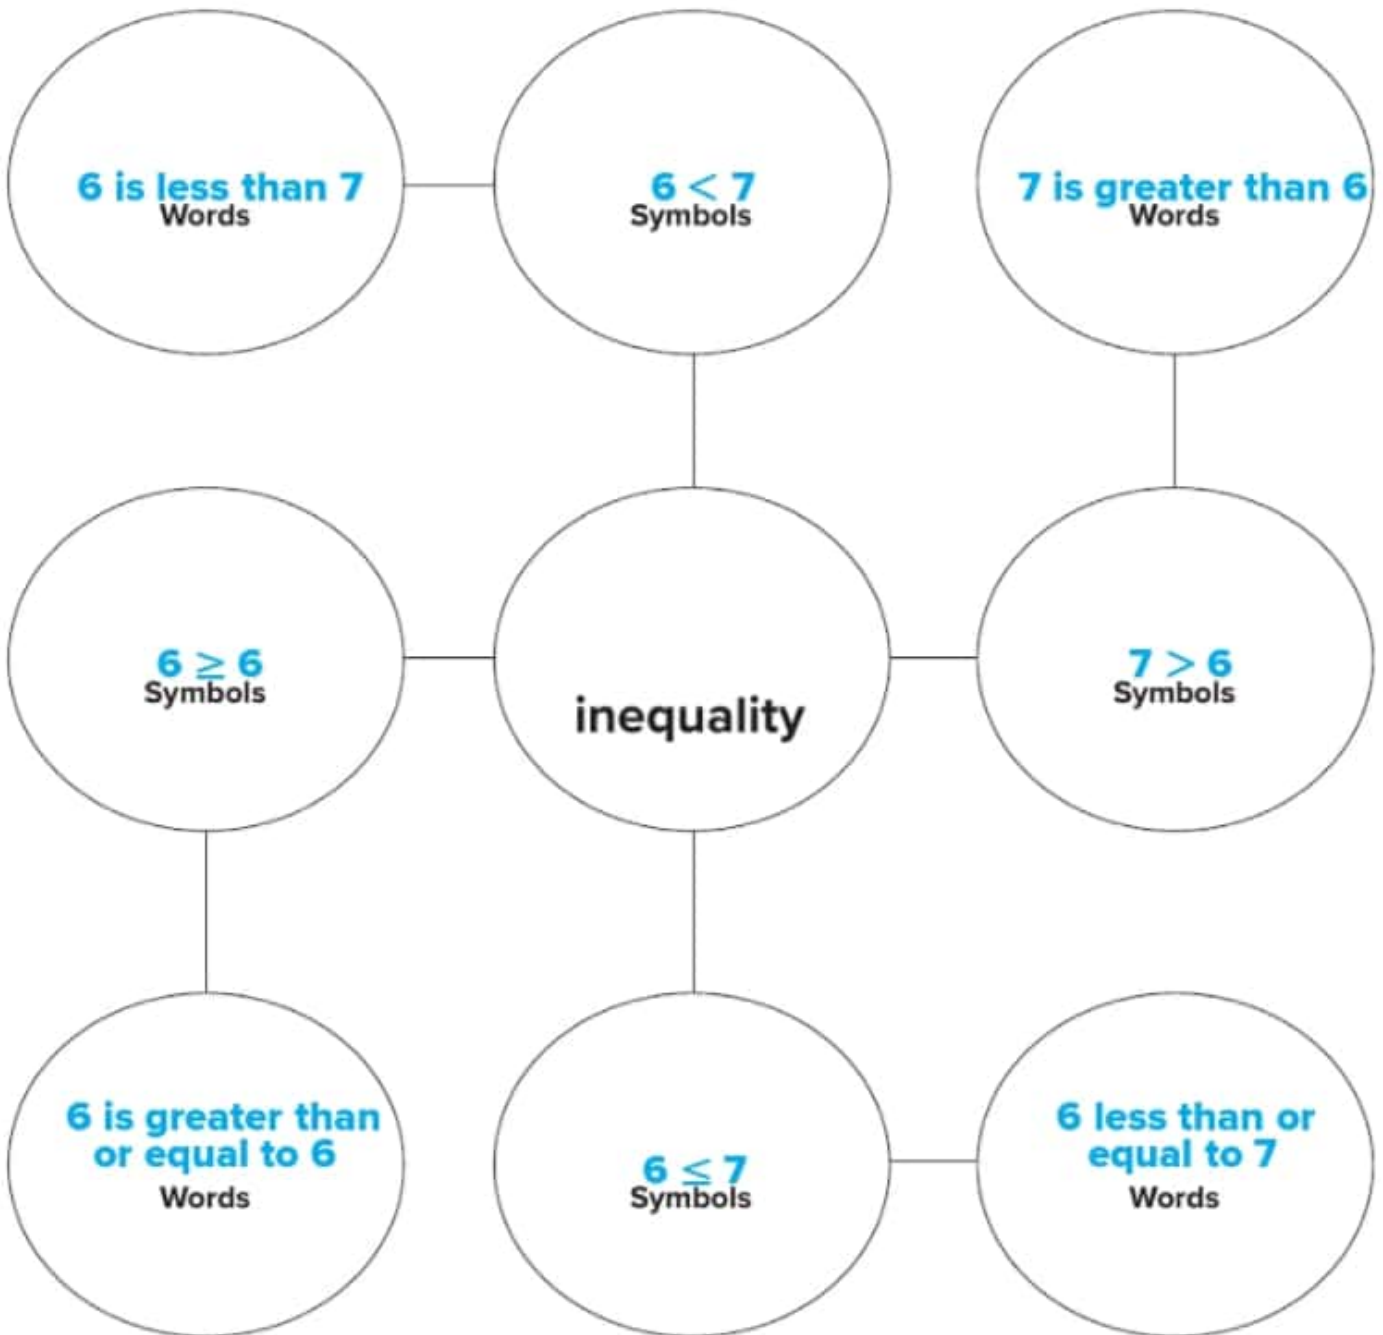 6 is less than 7
Words
6 < 7
Symbols
7 is greater than 6
Words
6 ≥ 6
Symbols
inequality
7 > 6
Symbols
6 is greater than
or equal to 6
Words
6 ≤ 7
Symbols
6 less than or
equal to 7
Words